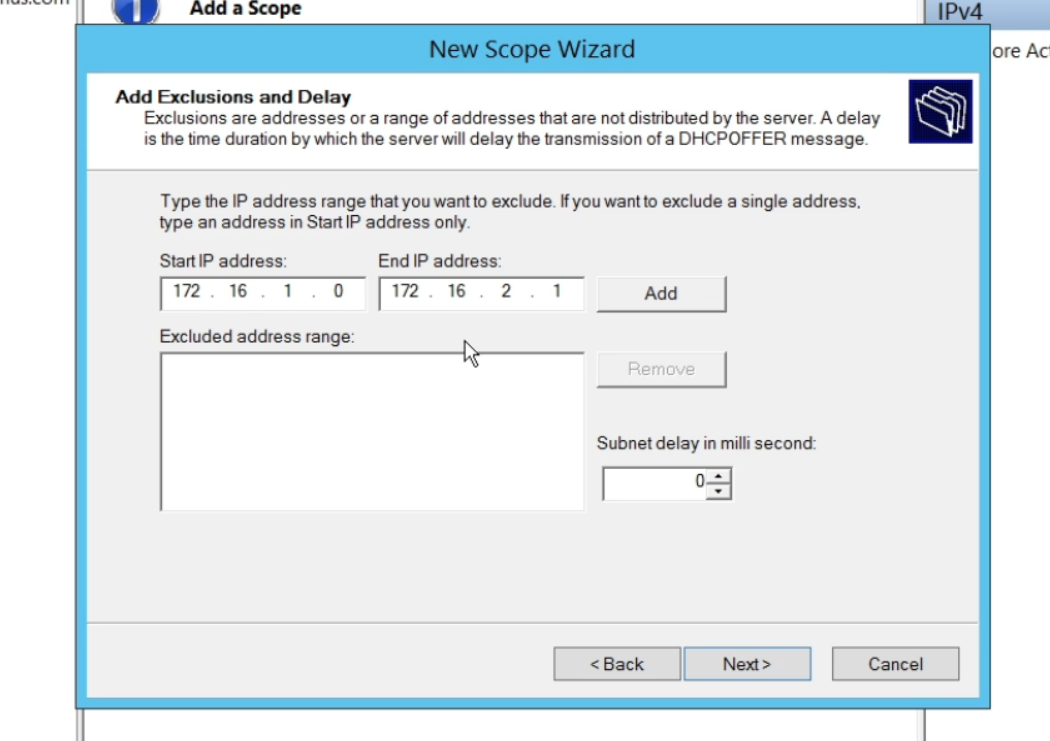 Add a Scope
IPv4
New Scope Wizard
Add Exclusions and Delay
Exclusions are addresses or a range of addresses that are not distributed by the server. A delay
is the time duration by which the server will delay the transmission of a DHCPOFFER message.
Type the IP address range that you want to exclude. If you want to exclude a single address,
type an address in Start IP address only.
Start IP address: End IP address:
172 . 16 . 1 . 0 172 . 16 . 2 . 1 Add
Excluded address range:
Remove
Subnet delay in milli second:
0
< Back Next > Cancel